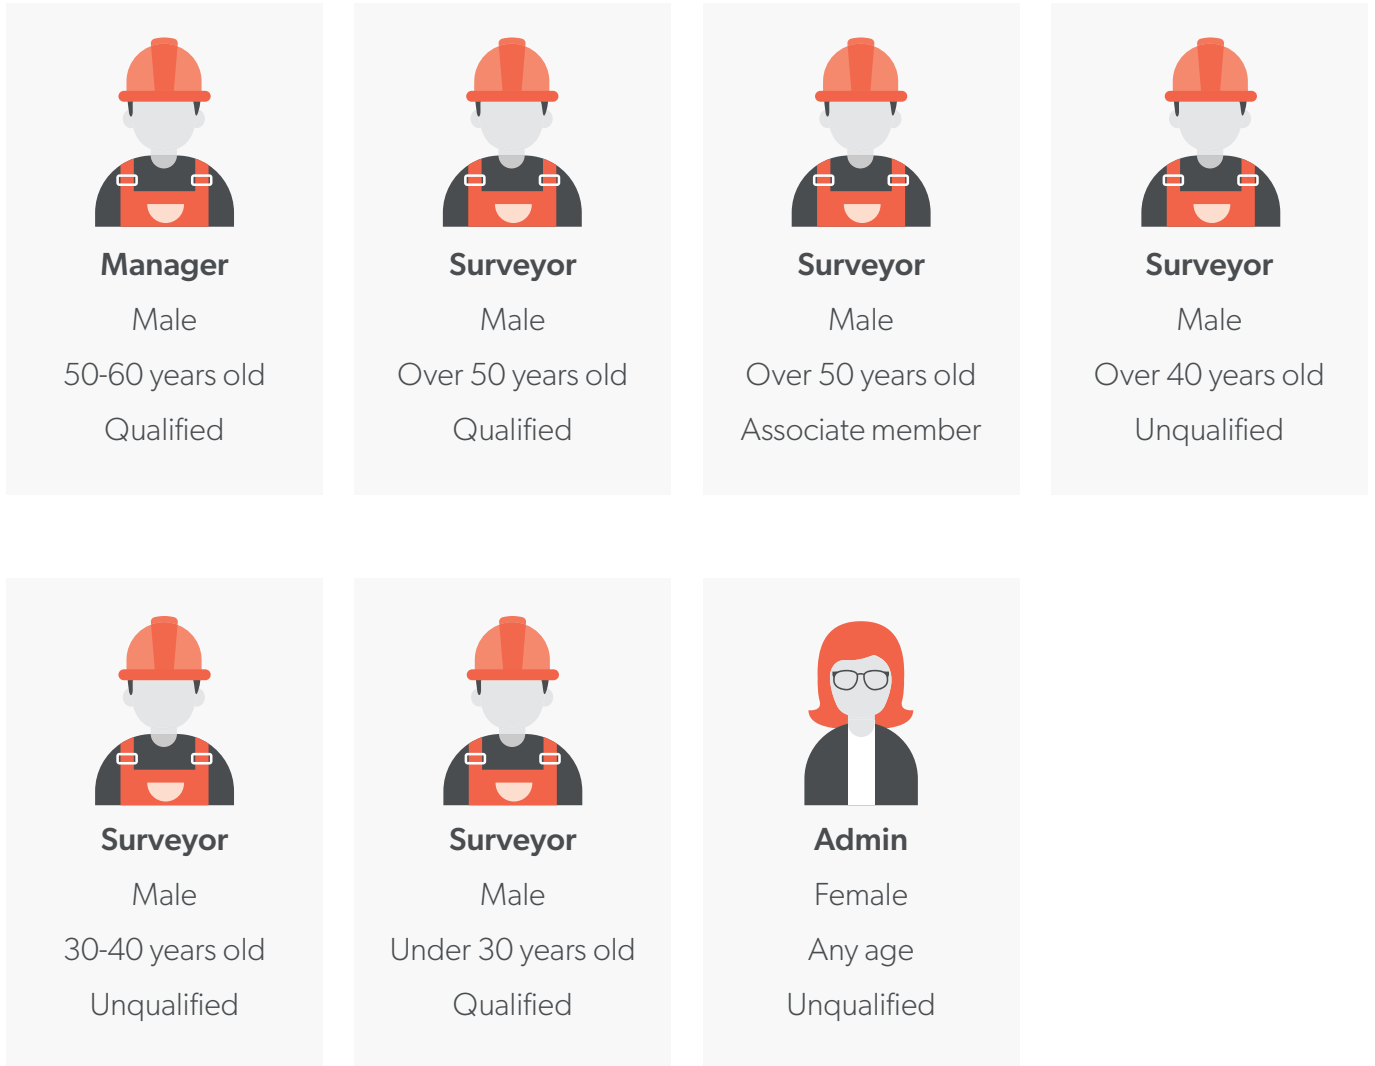 Manager
Male
50-60 years old
Qualified
Surveyor
Male
Over 50 years old
Qualified
Surveyor
Male
Over 50 years old
Associate member
Surveyor
Male
Over 40 years old
Unqualified
Surveyor
Male
30-40 years old
Unqualified
Surveyor
Male
Under 30 years old
Qualified
Admin
Female
Any age
Unqualified